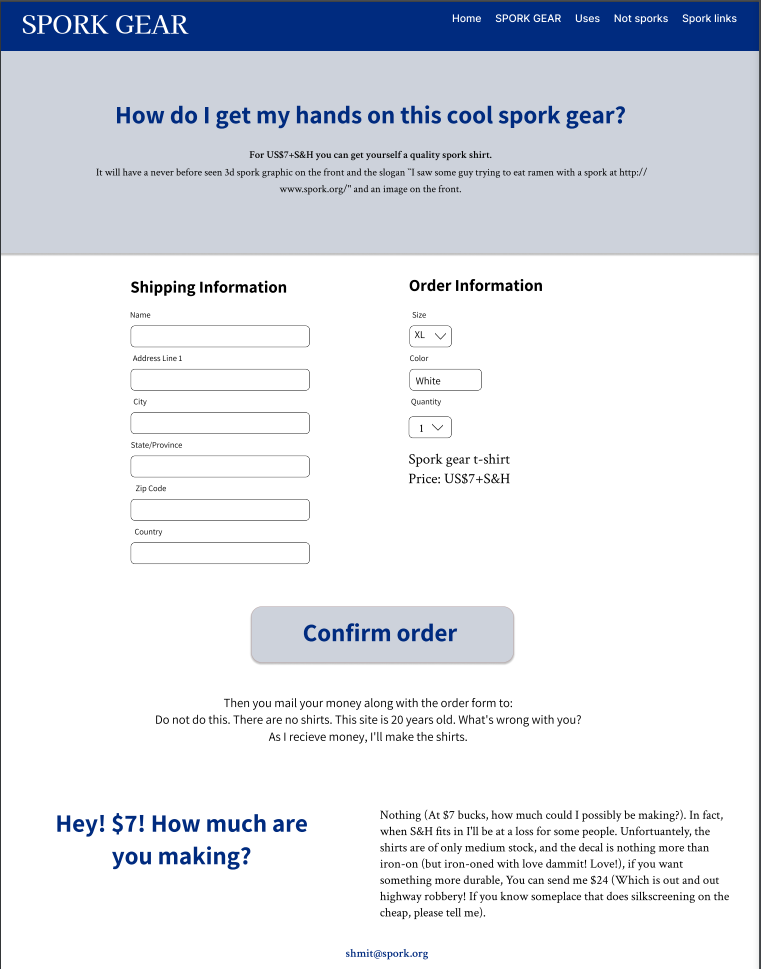 SPORK GEAR
Home SPORK GEAR Uses Not sporks Spork links
How do I get my hands on this cool spork gear?
For US$7+S&H you can get yourself a quality spork shirt.
It will have a never before seen 3d spork graphic on the front and the slogan "I saw some guy trying to eat ramen with a spork at http://
www.spork.org/" and an image on the front.
Shipping Information
Name
Address Line 1
City
State/Province
Zip Code
Country
Order Information
Size
XL
Color
White
Quantity
1
Spork gear t-shirt
Price: US$7+S&H
Confirm order
Then you mail your money along with the order form to:
Do not do this. There are no shirts. This site is 20 years old. What's wrong with you?
As I recieve money, I'll make the shirts.
Hey! $7! How much are
you making?
Nothing (At $7 bucks, how much could I possibly be making?). In fact,
when S&H fits in I'll be at a loss for some people. Unfortuantely, the
shirts are of only medium stock, and the decal is nothing more than
iron-on (but iron-oned with love dammit! Love!), if you want
something more durable, You can send me $24 (Which is out and out
highway robbery! If you know someplace that does silkscreening on the
cheap, please tell me).
shmit@spork.org